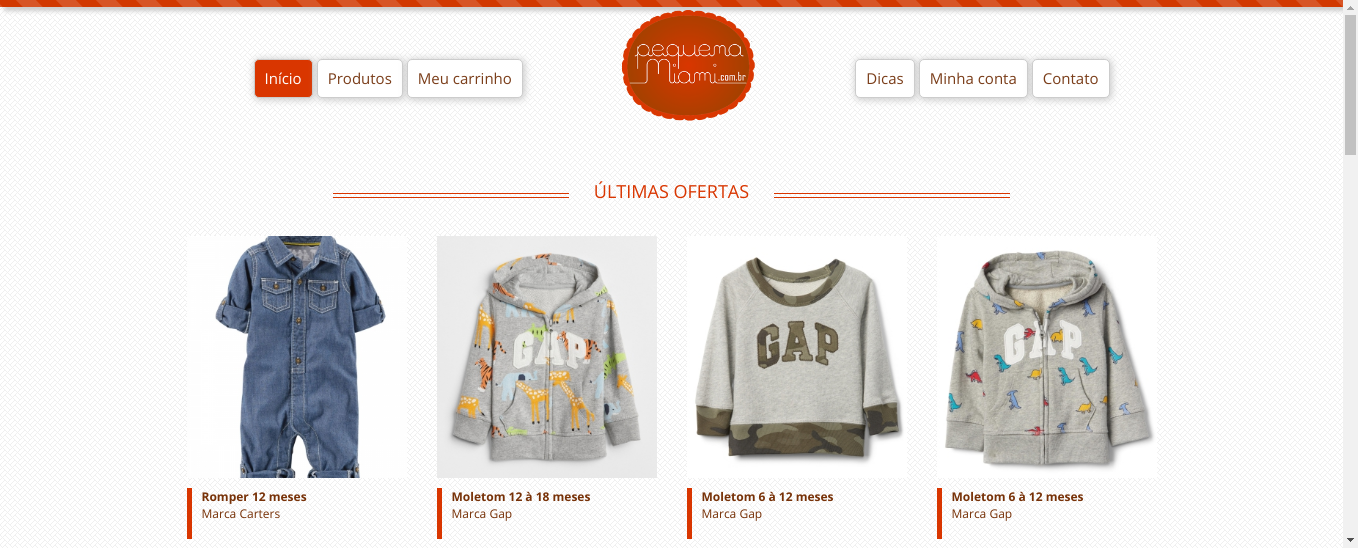 Início
Produtos
Meu carrinho
pequena
Miami.com.br
Dicas
Minha conta
Contato
ÚLTIMAS OFERTAS
GAP
GAP
GAP
Romper 12 meses
Marca Carters
Moletom 12 à 18 meses
Marca Gap
Moletom 6 à 12 meses
Marca Gap
Moletom 6 à 12 meses
Marca Gap